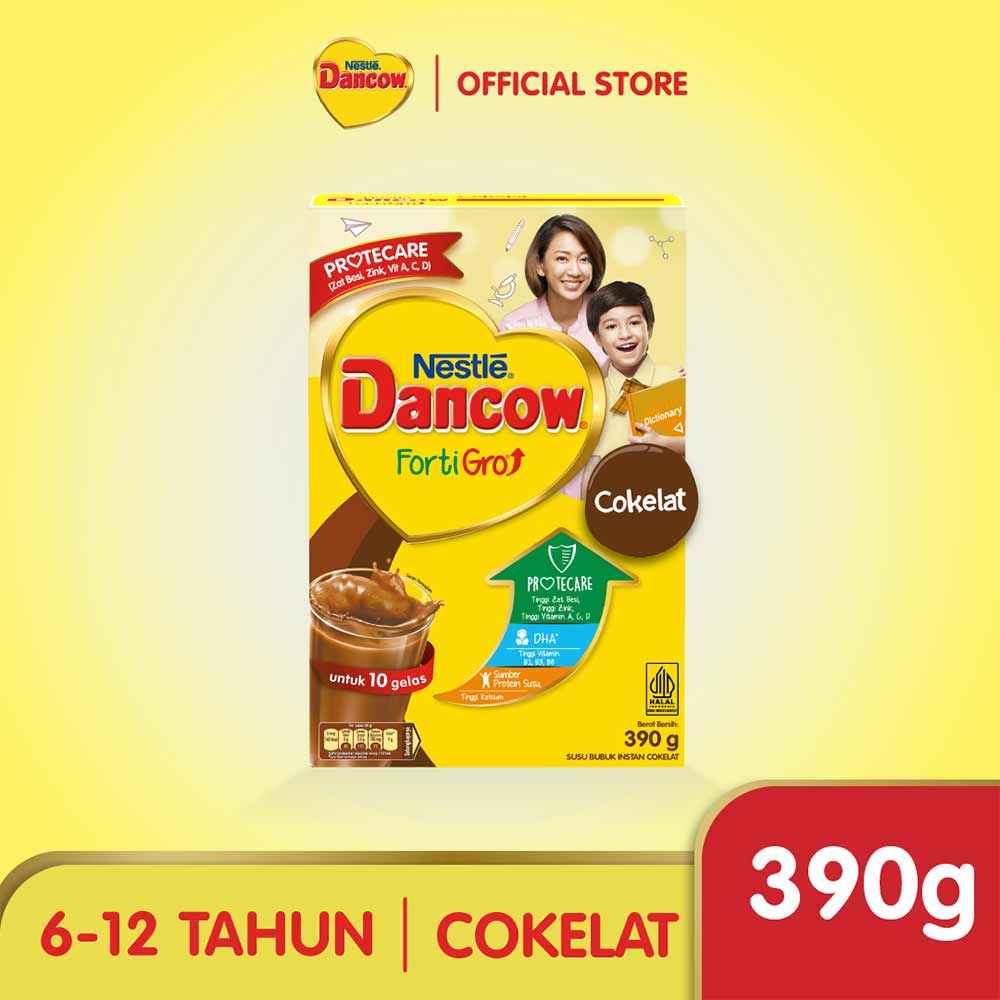 Nestlé.
Dancow
OFFICIAL STORE
PROTECARE
(Zat Besi, Zink, Vit A, C, D)
Nestlé
Dancow
FortiGro
Dictionary
Cokelat
PROTECARE
Tinggi Zat Besi,
Tinggi Zink,
Tinggi Vitamin A, C, D
DHA*
Tinggi Vitamin
B1, B3, B6
Sumber
Protein Susu,
Tinggi Kalsium
untuk 10 gelas
Selengkapnya
HALAL
INDONESIA
Berat Bersih:
390 g
SUSU BUBUK INSTAN COKELAT
390g
6-12 TAHUN | COKELAT